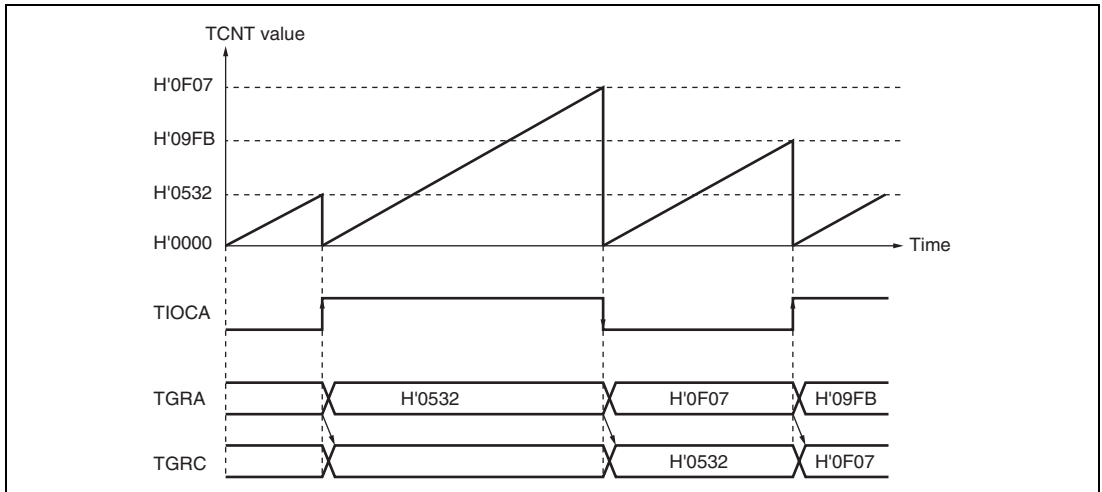 TCNT value
H'0F07
H'09FB
H'0532
H'0000
Time
TIOCA
TGRA
H'0532
H'0F07
H'09FB
TGRC
H'0532
H'0F07